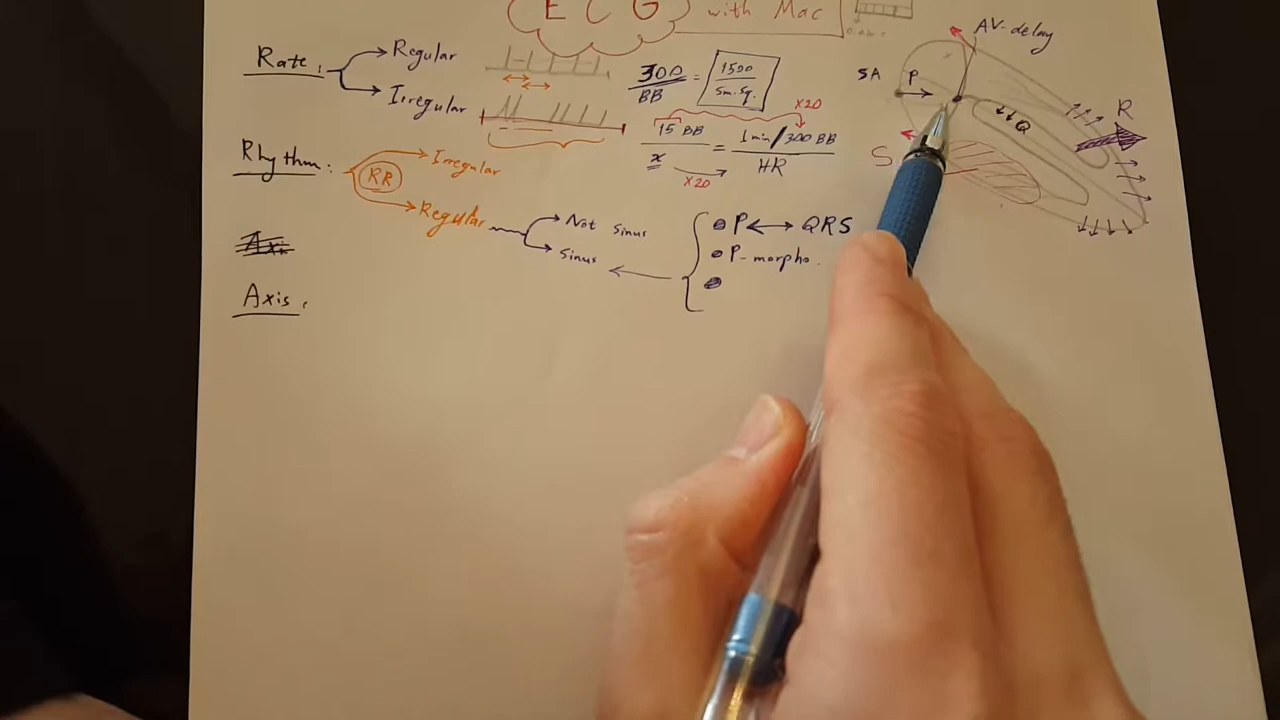 ECG with Mac
Rate:
Regular
Irregular
300
BB
=
1500
Sm.sq.
15 BB
x
=
1 min/300 BB
HR
x20
x20
Rhythm:
RR
Irregular
Regular
Not Sinus
Sinus
P ↔ QRS
P-morpho.
Axis:
SA
P
AV-delay
Q
R
S